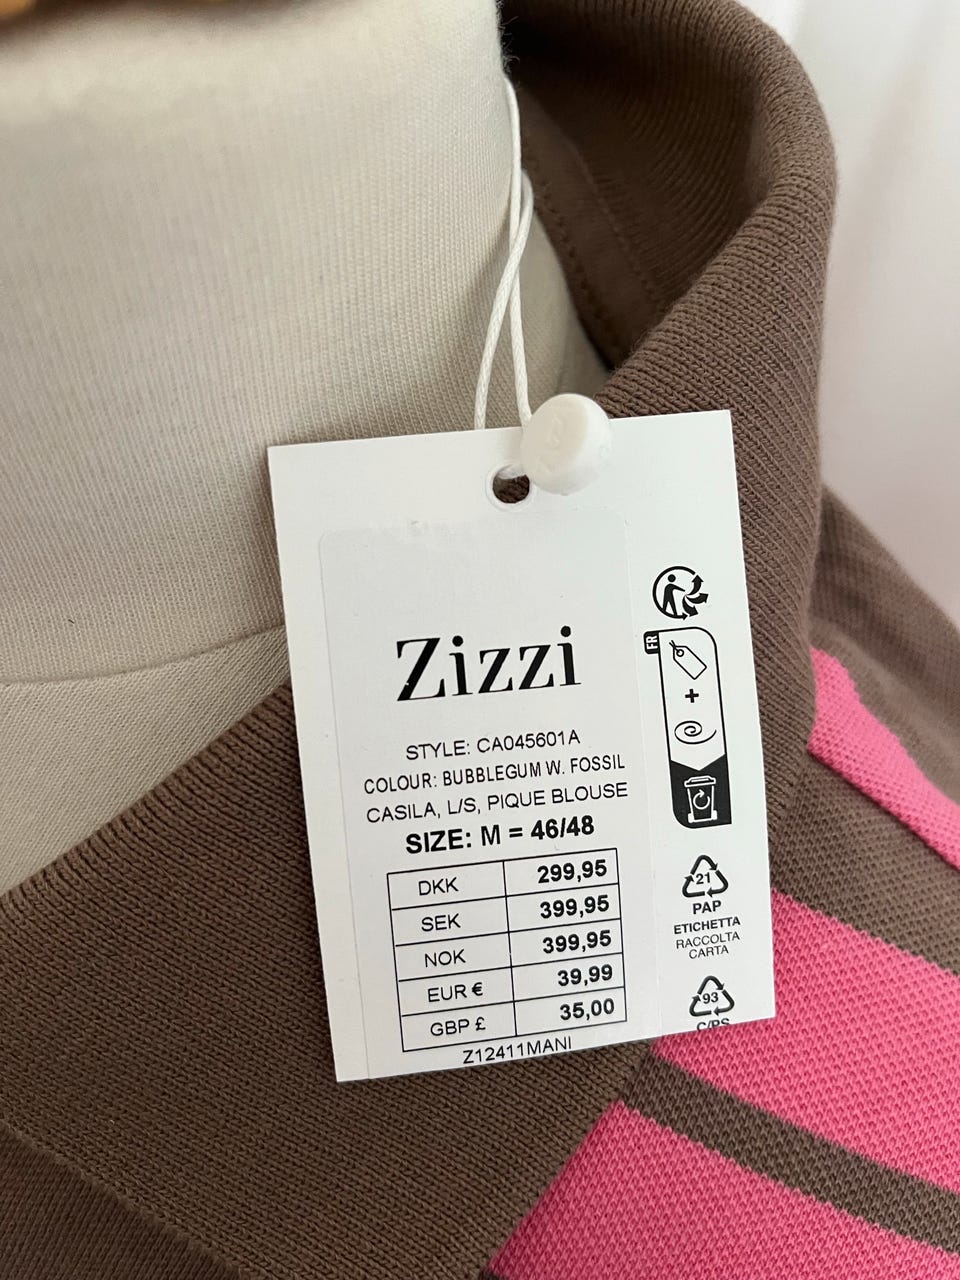 Zizzi
STYLE: CA045601A
COLOUR: BUBBLEGUM W. FOSSIL
CASILA, L/S, PIQUE BLOUSE
SIZE: M = 46/48
DKK 299,95
SEK 399,95
NOK 399,95
EUR € 39,99
GBP £ 35,00
Z12411MANI
FR
+
21
PAP
ETICHETTA
RACCOLTA
CARTA
93
C/PS